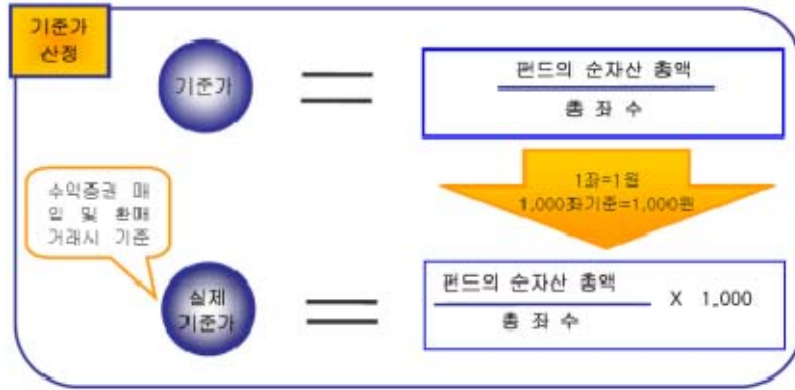 기준가
산정
기준가
펀드의 순자산 총액
총 좌 수
1좌=1원
1,000좌기준=1,000원
수익증권 매
입 및 환매
거래시 기준
실제
기준가
펀드의 순자산 총액
총 좌 수
X 1,000